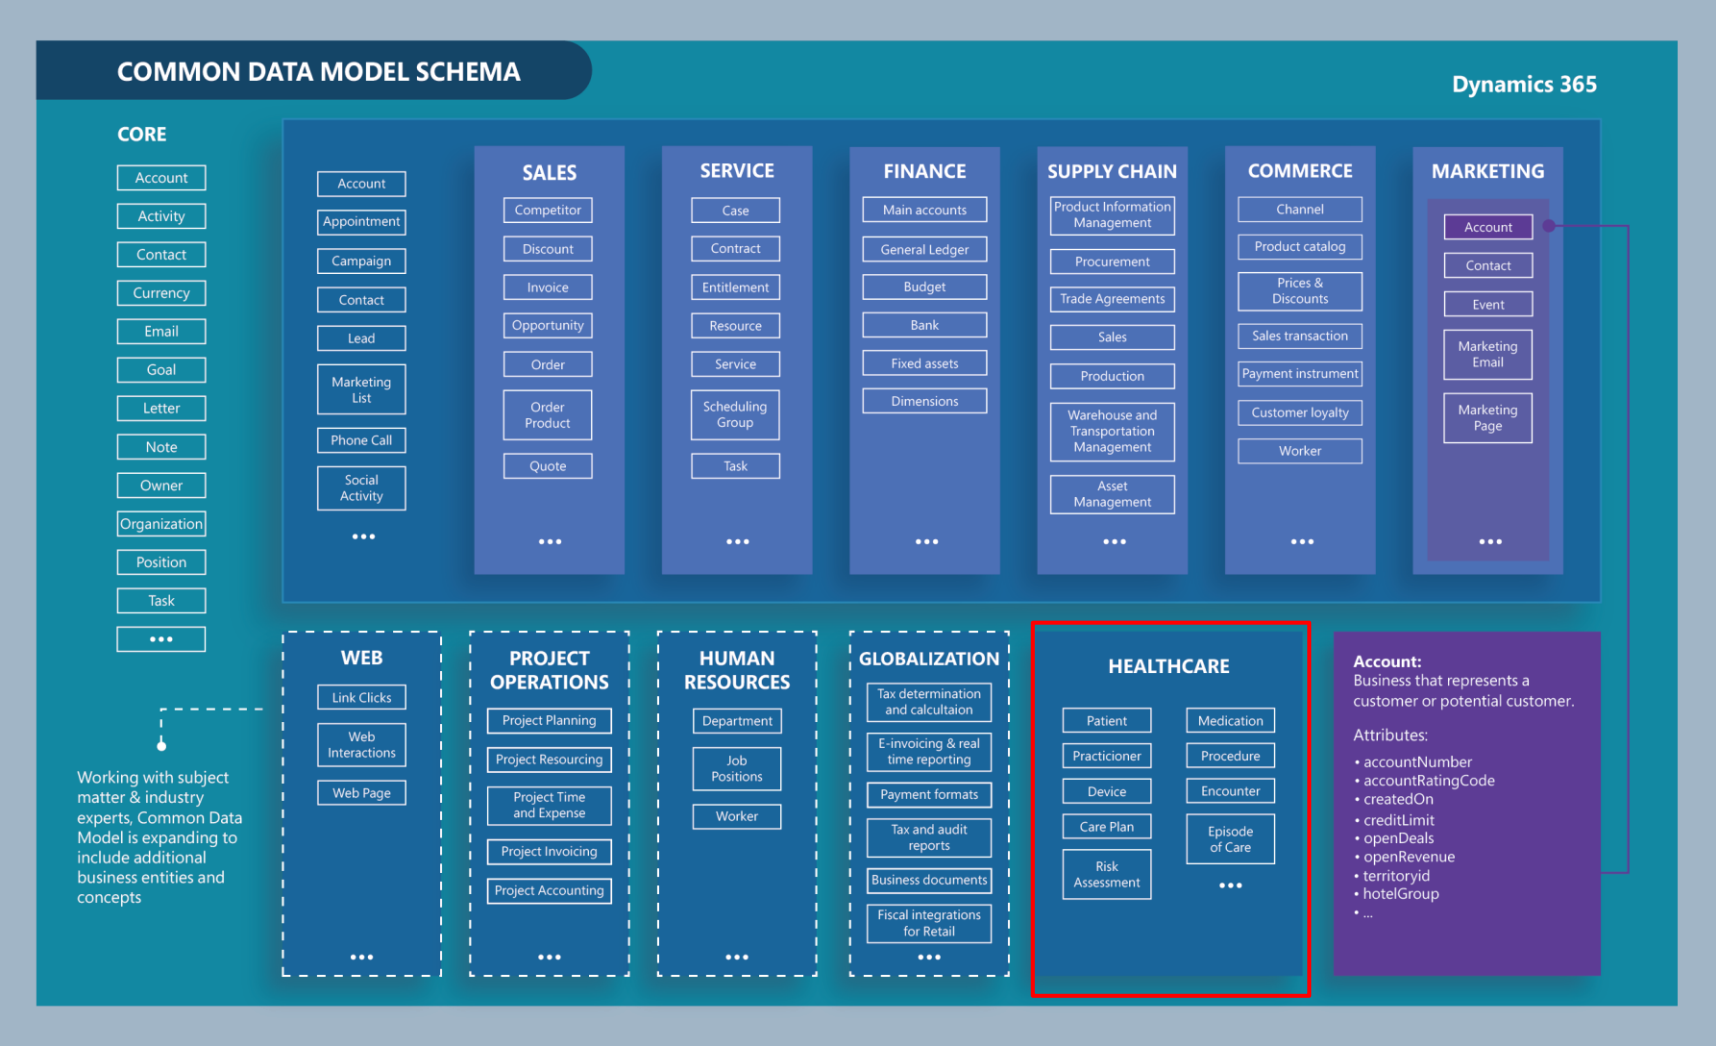 COMMON DATA MODEL SCHEMA
Dynamics 365
CORE
Account
Activity
Contact
Currency
Email
Goal
Letter
Note
Owner
Organization
Position
Task
...
Account
Appointment
Campaign
Contact
Lead
Marketing
List
Phone Call
Social
Activity
...
SALES
Competitor
Discount
Invoice
Opportunity
Order
Order
Product
Quote
...
SERVICE
Case
Contract
Entitlement
Resource
Service
Scheduling
Group
Task
...
FINANCE
Main accounts
General Ledger
Budget
Bank
Fixed assets
Dimensions
...
SUPPLY CHAIN
Product Information
Management
Procurement
Trade Agreements
Sales
Production
Warehouse and
Transportation
Management
Asset
Management
...
COMMERCE
Channel
Product catalog
Prices &
Discounts
Sales transaction
Payment instrument
Customer loyalty
Worker
...
MARKETING
Account
Contact
Event
Marketing
Email
Marketing
Page
...
Working with subject
matter & industry
experts, Common Data
Model is expanding to
include additional
business entities and
concepts
WEB
Link Clicks
Web
Interactions
Web Page
...
PROJECT
OPERATIONS
Project Planning
Project Resourcing
Project Time
and Expense
Project Invoicing
Project Accounting
...
HUMAN
RESOURCES
Department
Job
Positions
Worker
...
GLOBALIZATION
Tax determination
and calcultaion
E-invoicing & real
time reporting
Payment formats
Tax and audit
reports
Business documents
Fiscal integrations
for Retail
...
HEALTHCARE
Patient
Practicioner
Device
Care Plan
Risk
Assessment
Medication
Procedure
Encounter
Episode
of Care
...
Account:
Business that represents a
customer or potential customer.
Attributes:
• accountNumber
• accountRatingCode
• createdOn
• creditLimit
• openDeals
• openRevenue
• territoryid
• hotelGroup
• ...